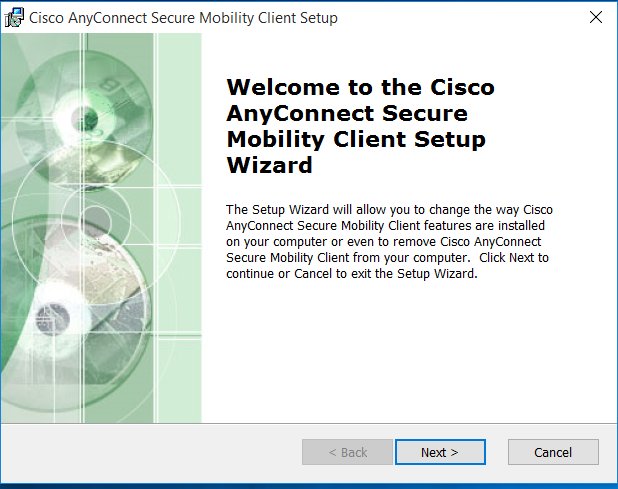 Cisco AnyConnect Secure Mobility Client Setup
Welcome to the Cisco
AnyConnect Secure
Mobility Client Setup
Wizard
The Setup Wizard will allow you to change the way Cisco
AnyConnect Secure Mobility Client features are installed
on your computer or even to remove Cisco AnyConnect
Secure Mobility Client from your computer.  Click Next to
continue or Cancel to exit the Setup Wizard.
< Back
Next >
Cancel